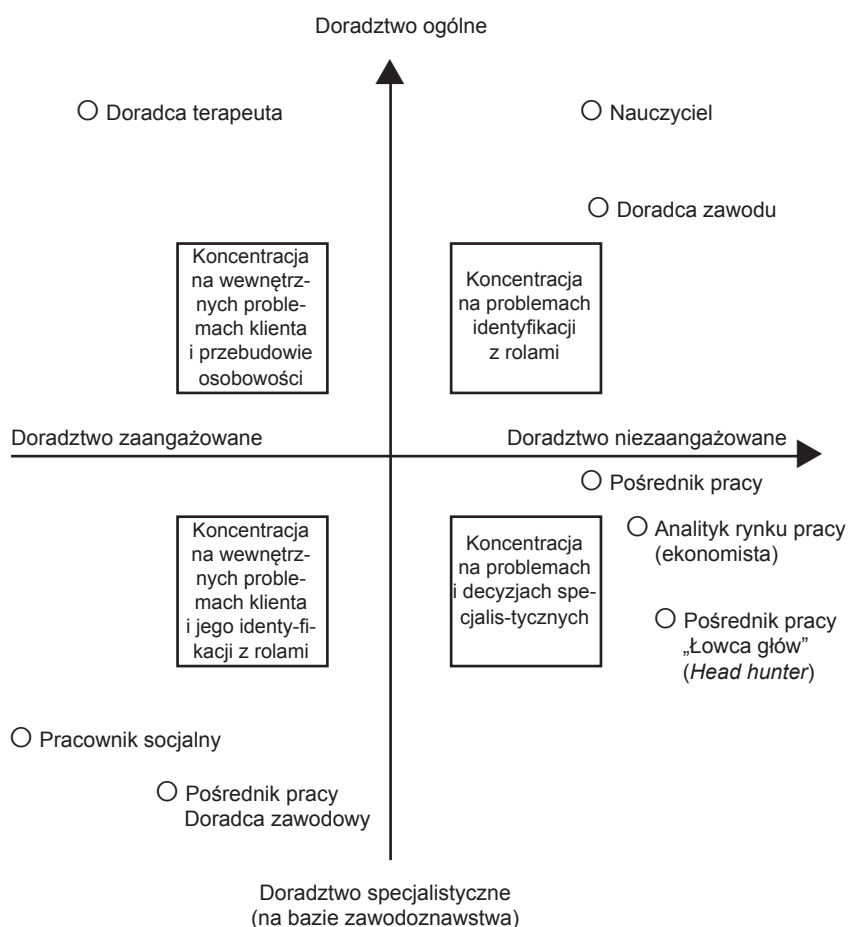 Doradztwo ogólne
Doradca terapeuta
Nauczyciel
Doradca zawodu
Koncentracja
na wewnętrz-
nych proble-
mach klienta
i przebudowie
osobowości
Koncentracja
na problemach
identyfikacji
z rolami
Doradztwo zaangażowane
Doradztwo niezaangażowane
Pośrednik pracy
Analityk rynku pracy
(ekonomista)
Pośrednik pracy
„Łowca głów”
(Head hunter)
Koncentracja
na wewnętrz-
nych proble-
mach klienta
i jego identy-fi-
kacji z rolami
Koncentracja
na problemach
i decyzjach spe-
cjalis-tycznych
Pracownik socjalny
Pośrednik pracy
Doradca zawodowy
Doradztwo specjalistyczne
(na bazie zawodoznawstwa)